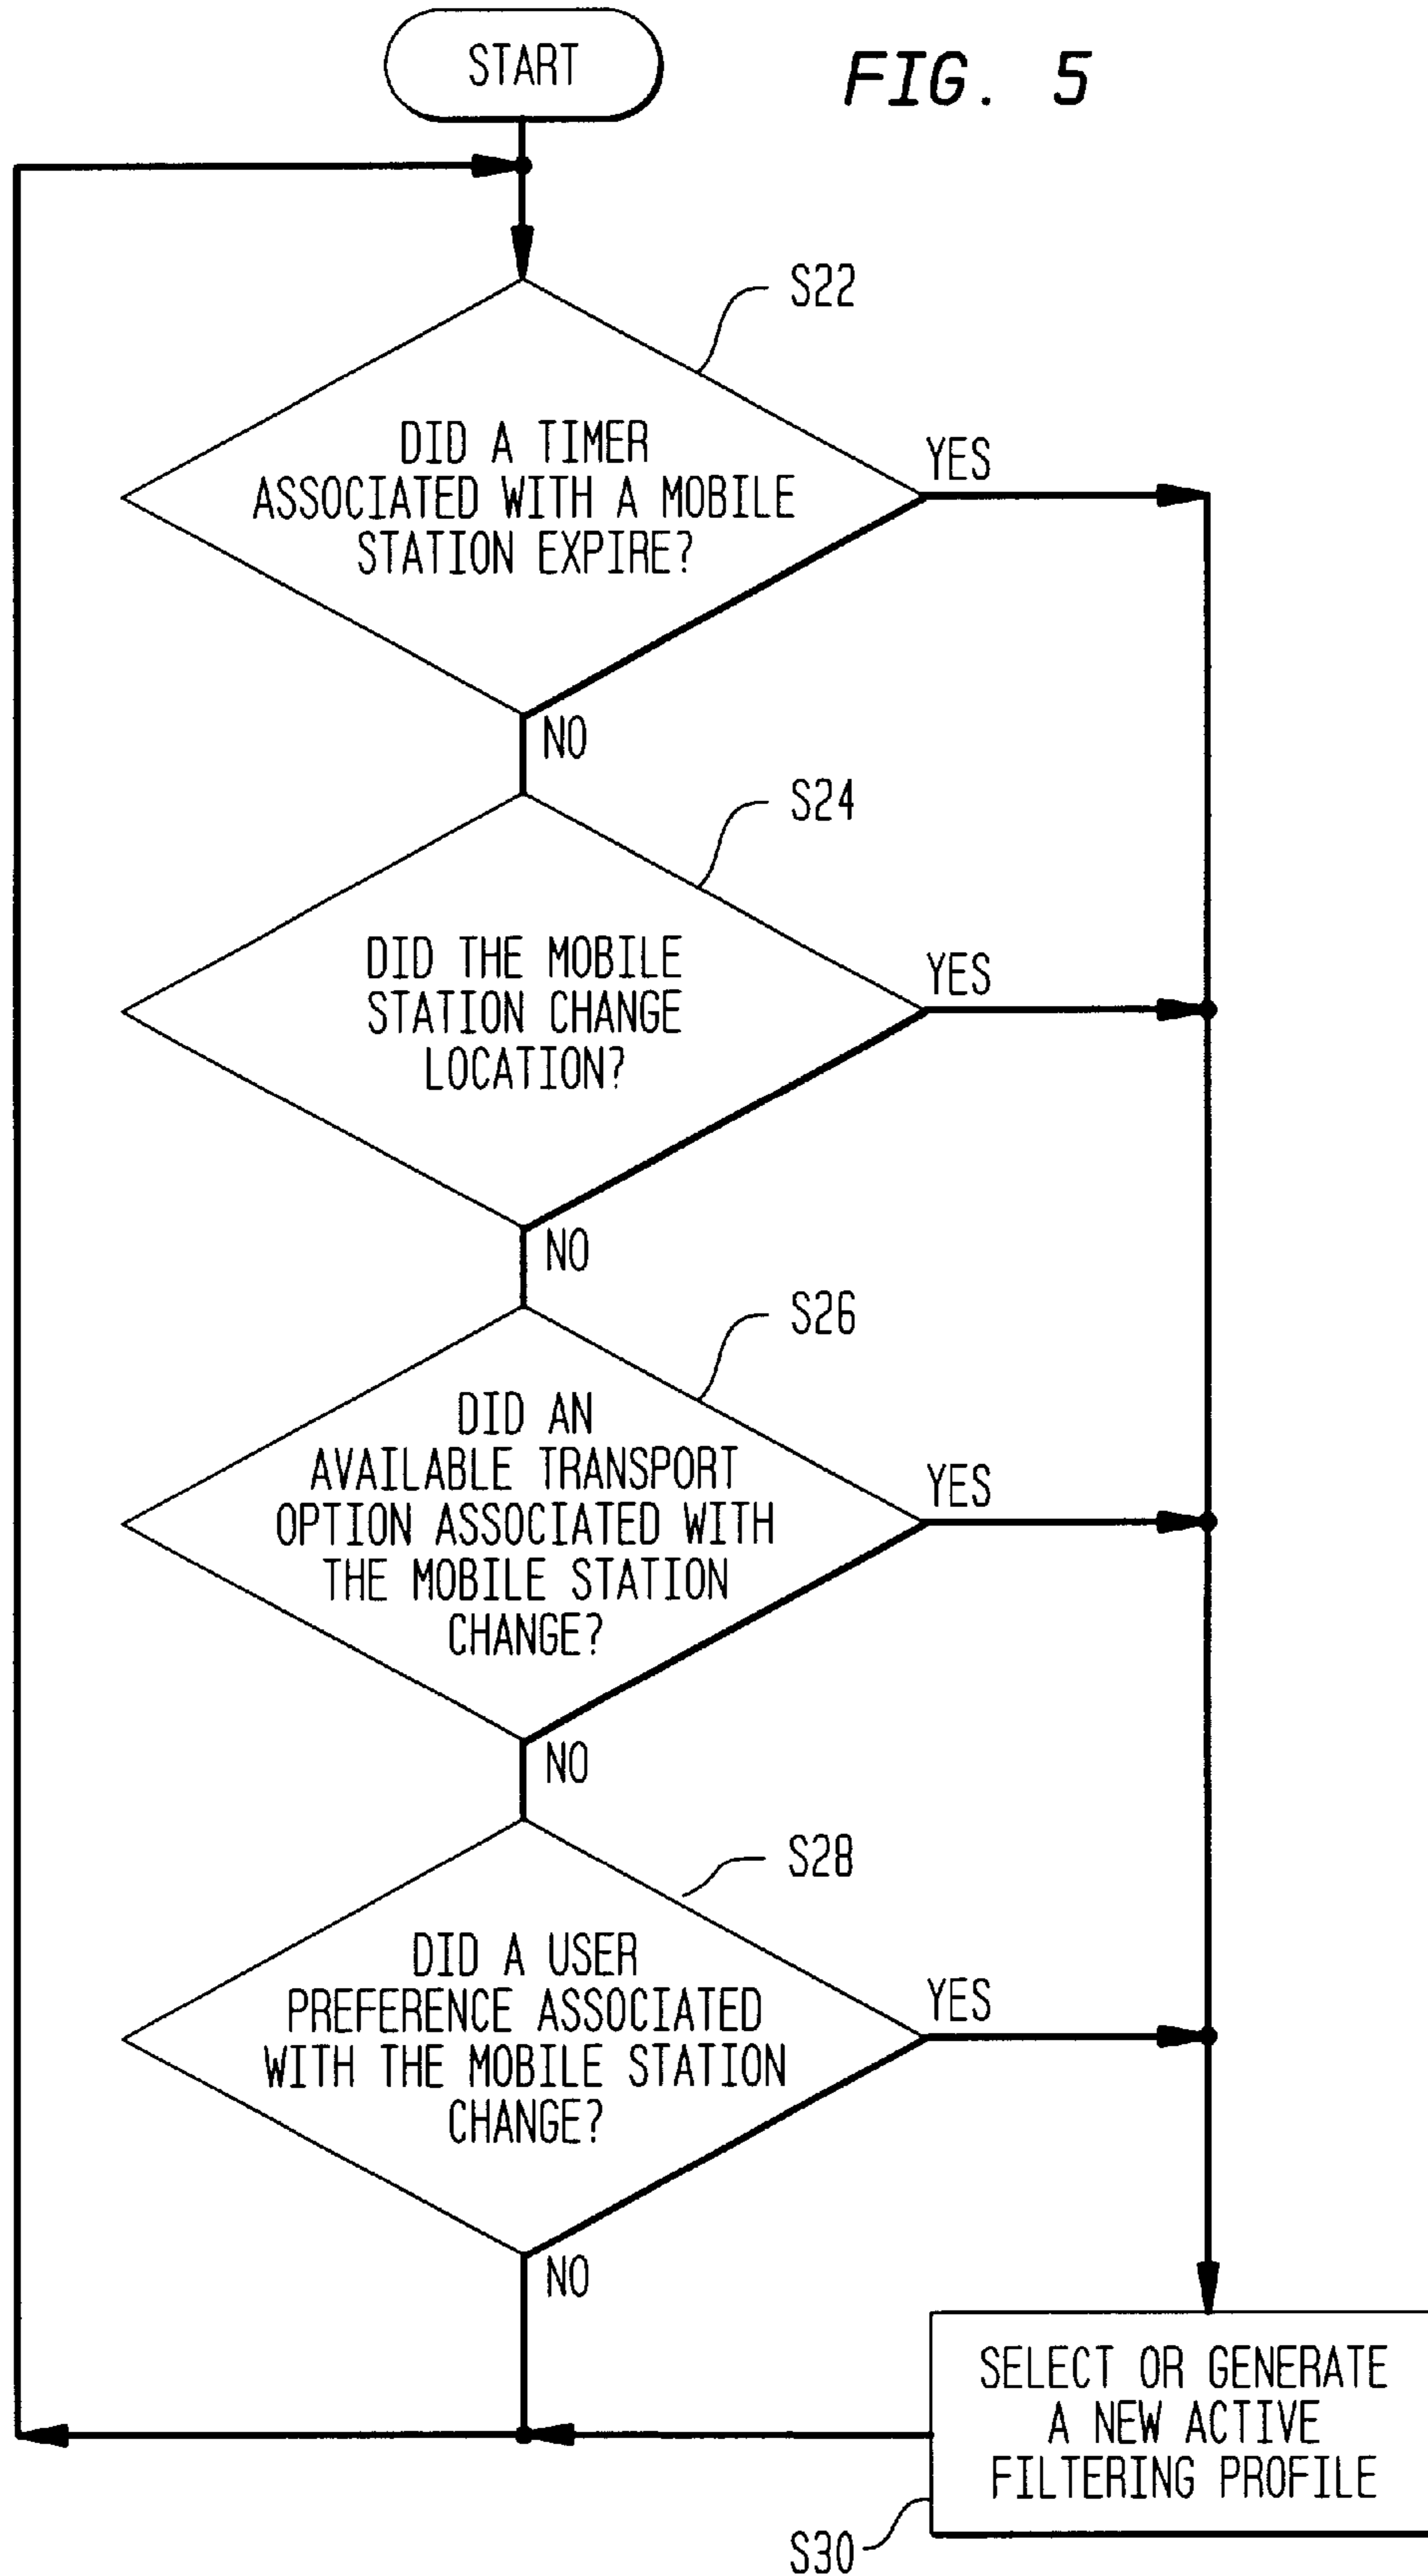 START
FIG. 5
S22
DID A TIMER
ASSOCIATED WITH A MOBILE
STATION EXPIRE?
YES
NO
S24
DID THE MOBILE
STATION CHANGE
LOCATION?
YES
NO
S26
DID AN
AVAILABLE TRANSPORT
OPTION ASSOCIATED WITH
THE MOBILE STATION
CHANGE?
YES
NO
S28
DID A USER
PREFERENCE ASSOCIATED
WITH THE MOBILE STATION
CHANGE?
YES
NO
SELECT OR GENERATE
A NEW ACTIVE
FILTERING PROFILE
S30